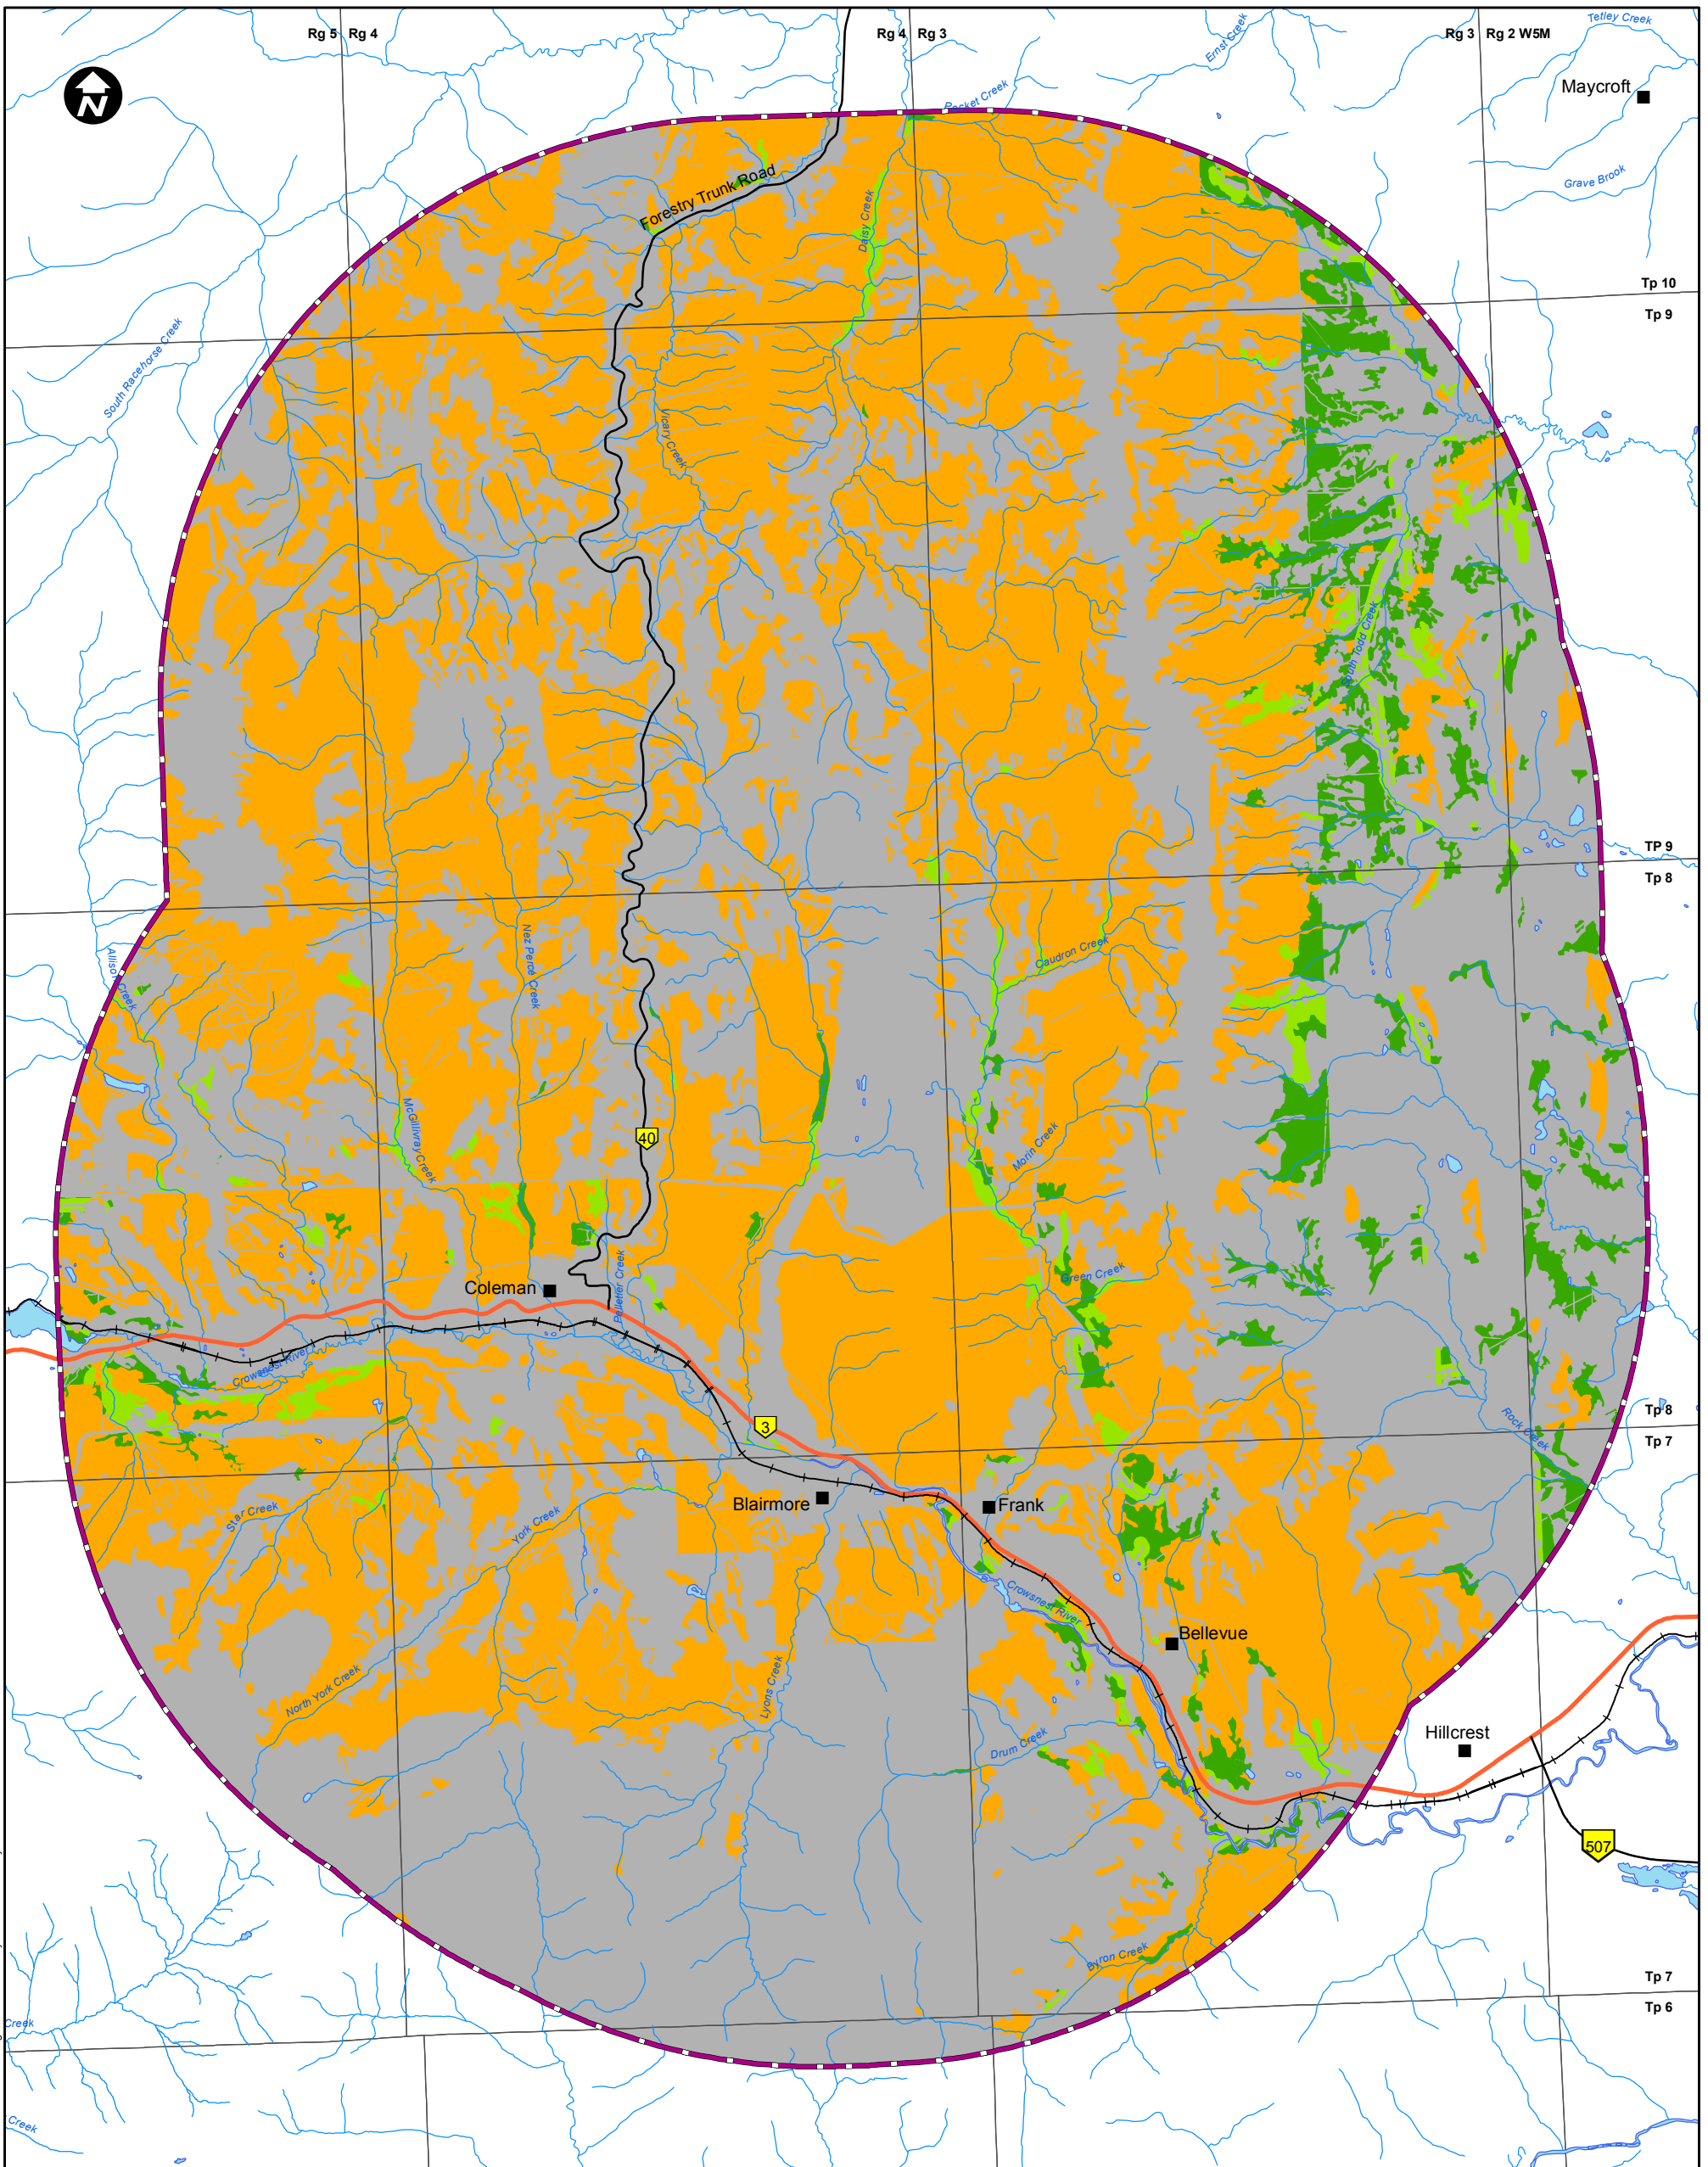 Rg 5
Rg 4
Rg 4
Rg 3
Rg 3
Rg 2 W5M
Tetley Creek
Ernst Creek
Maycroft
N
Rocket Creek
Grave Brook
Forestry Trunk Road
Daisy Creek
Tp 10
Tp 9
South Racehorse Creek
Vicary Creek
South Todd Creek
TP 9
Tp 8
Allison Creek
Nez Perce Creek
Caudron Creek
McGillivray Creek
40
Morin Creek
Green Creek
Pelletier Creek
Coleman
Crowsnest River
3
Tp 8
Rock Creek
Tp 7
Star Creek
York Creek
Blairmore
Frank
Crowsnest River
Bellevue
North York Creek
Lyons Creek
Drum Creek
Hillcrest
507
Byron Creek
Tp 7
Tp 6
Creek
Creek